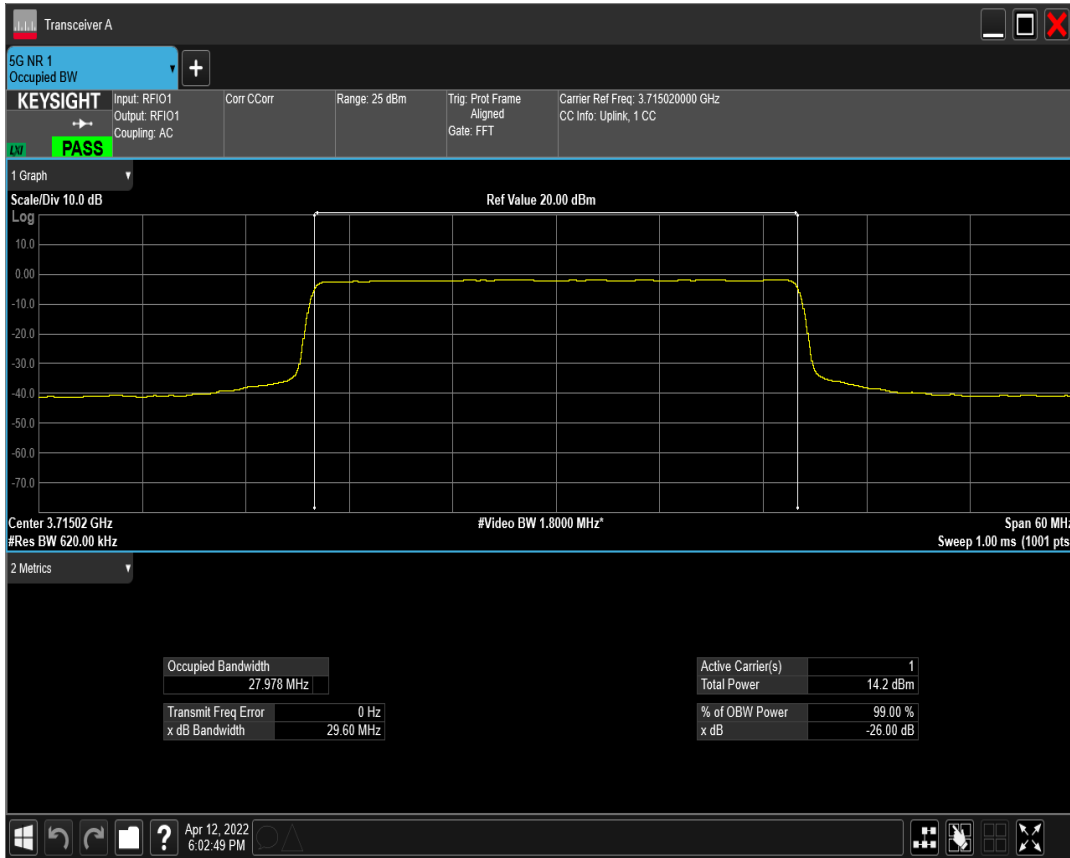 Transceiver A
5G NR 1
Occupied BW
+
KEYSIGHT
LXI
PASS
Input: RFIO1
Output: RFIO1
Coupling: AC
Corr CCorr
Range: 25 dBm
Trig: Prot Frame
Aligned
Gate: FFT
Carrier Ref Freq: 3.715020000 GHz
CC Info: Uplink, 1 CC
1 Graph
Scale/Div 10.0 dB
Ref Value 20.00 dBm
Log
10.0
0.00
-10.0
-20.0
-30.0
-40.0
-50.0
-60.0
-70.0
Center 3.71502 GHz
#Video BW 1.8000 MHz*
Span 60 MHz
#Res BW 620.00 kHz
Sweep 1.00 ms (1001 pts
2 Metrics
Occupied Bandwidth
27.978 MHz
Transmit Freq Error 0 Hz
x dB Bandwidth 29.60 MHz
Active Carrier(s) 1
Total Power 14.2 dBm
% of OBW Power 99.00 %
x dB -26.00 dB
?
Apr 12, 2022
6:02:49 PM